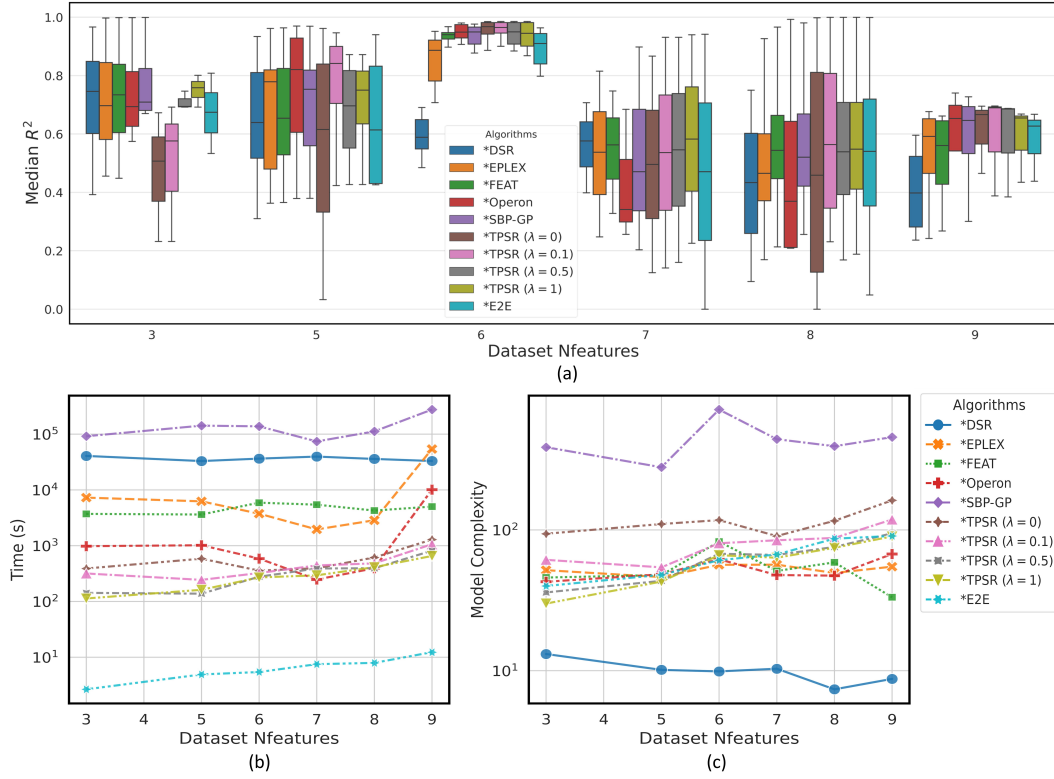 1.0
0.8
0.6
0.4
0.2
0.0
Median R²
Algorithms
*DSR
*EPLEX
*FEAT
*Operon
*SBP-GP
*TPSR (λ = 0)
*TPSR (λ = 0.1)
*TPSR (λ = 0.5)
*TPSR (λ = 1)
*E2E
3 5 6 7 8 9
Dataset Nfeatures
(a)
10⁵
10⁴
10³
10²
10¹
Time (s)
3 4 5 6 7 8 9
Dataset Nfeatures
(b)
10²
10¹
Model Complexity
3 4 5 6 7 8 9
Dataset Nfeatures
(c)
Algorithms
*DSR
*EPLEX
*FEAT
*Operon
*SBP-GP
*TPSR (λ = 0)
*TPSR (λ = 0.1)
*TPSR (λ = 0.5)
*TPSR (λ = 1)
*E2E